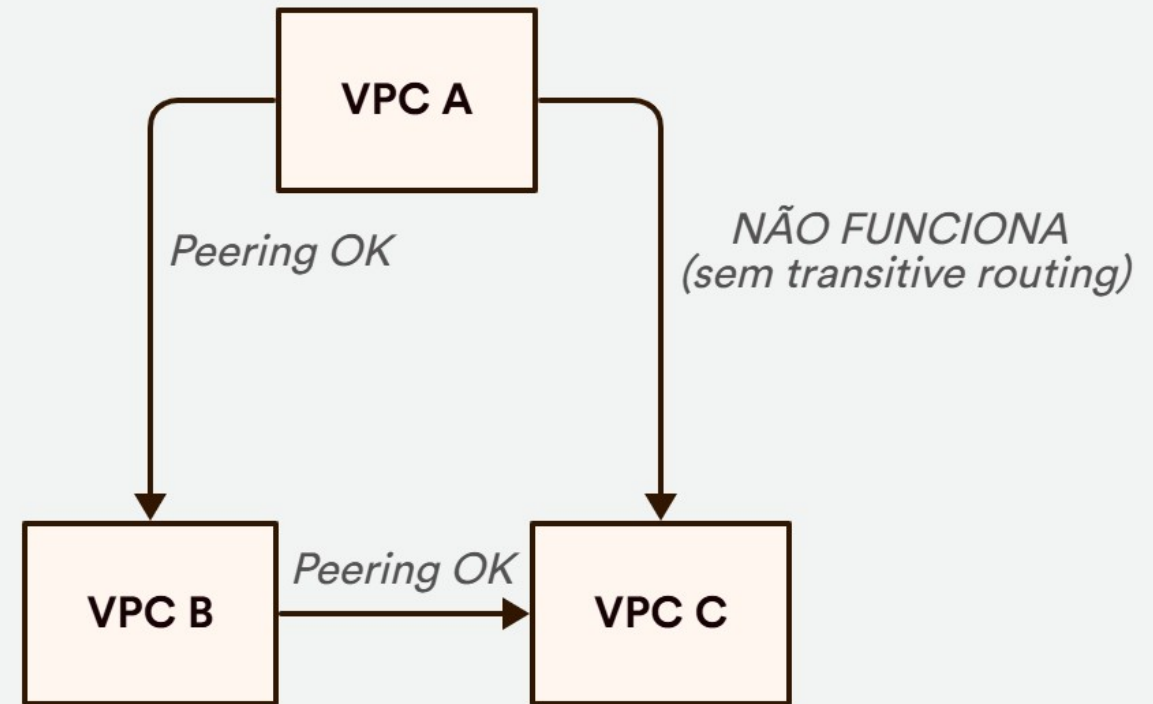 VPC A
Peering OK
NÃO FUNCIONA
(sem transitive routing)
Peering OK
VPC B
VPC C